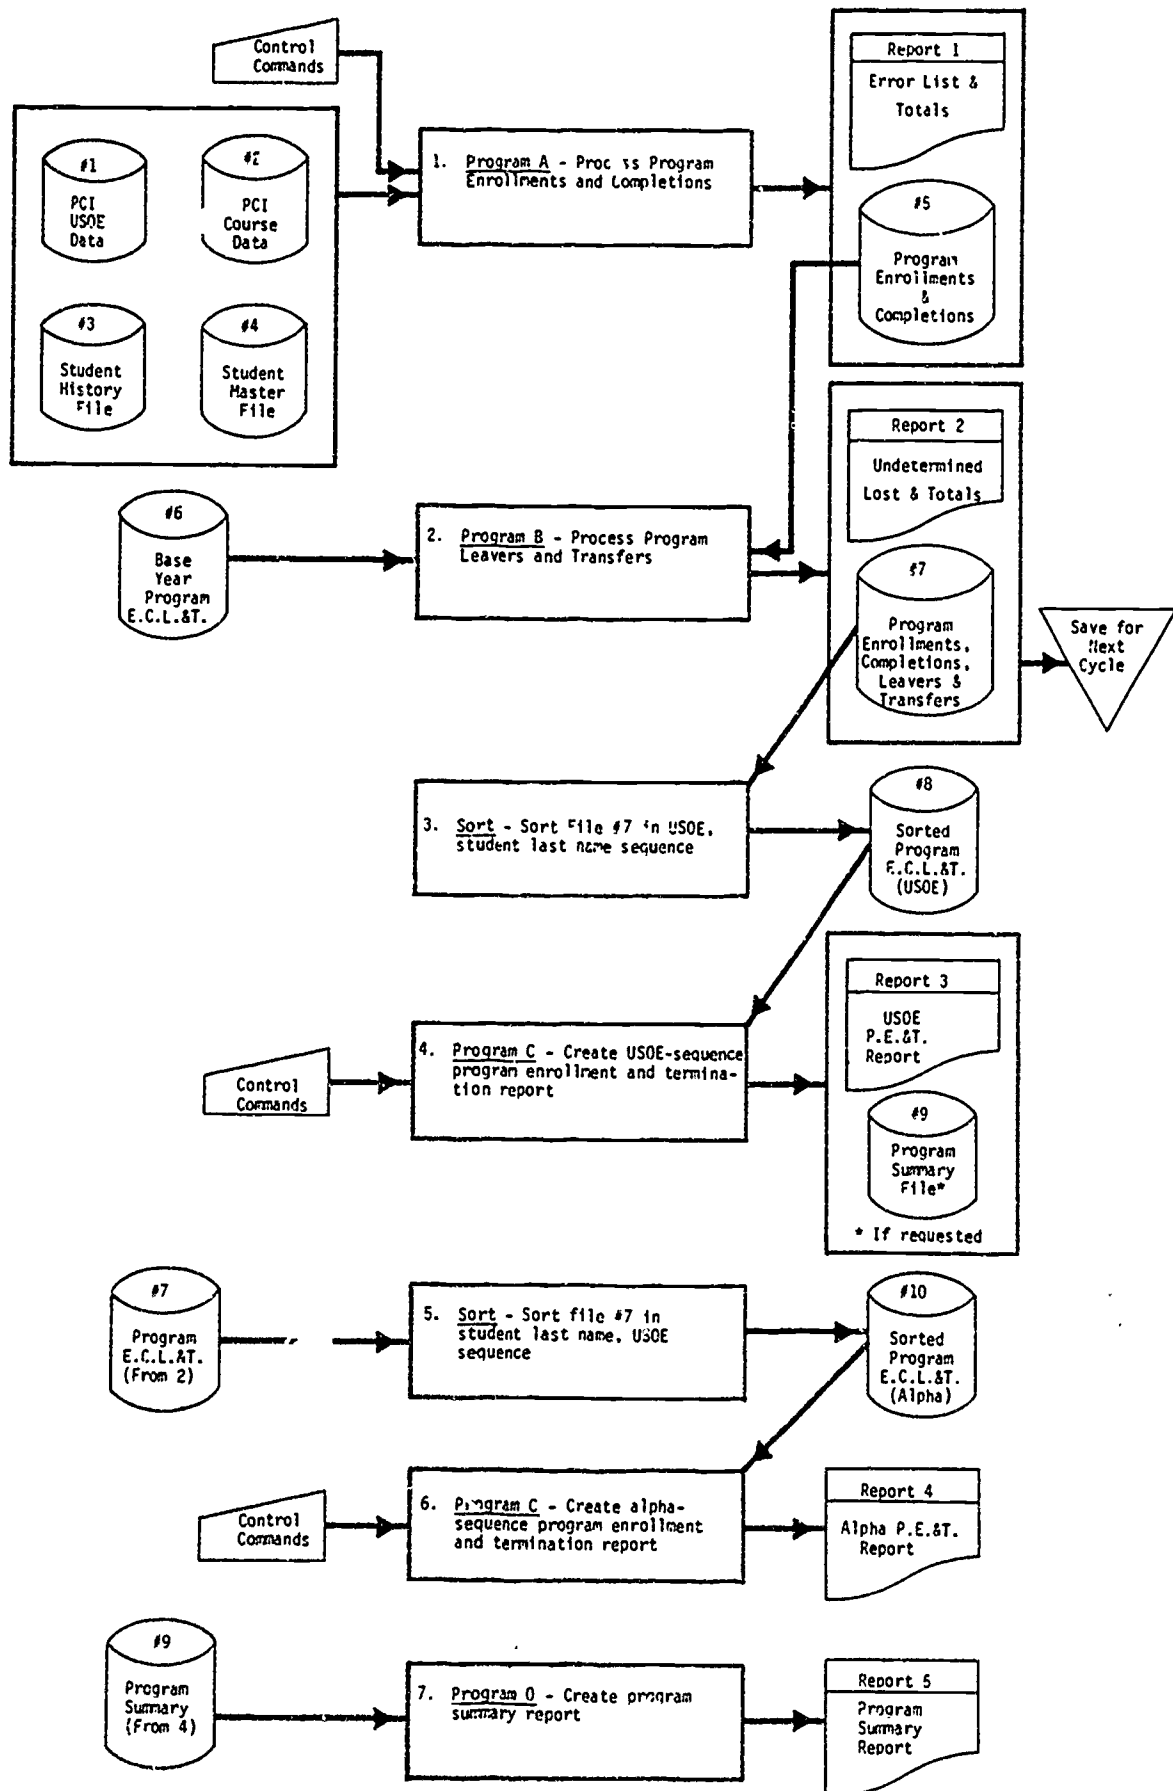 Control
Commands
Report 1
Error List &
Totals
#1
PCI
USOE
Data
#2
PCI
Course
Data
1. Program A - Proc ss Program
Enrollments and Completions
#5
Program
Enrollments
&
Completions
#3
Student
History
File
#4
Student
Master
File
Report 2
Undetermined
Lost & Totals
#6
Base
Year
Program
E.C.L.&T.
2. Program B - Process Program
Leavers and Transfers
#7
Program
Enrollments,
Completions,
Leavers &
Transfers
Save for
Next
Cycle
3. Sort - Sort File #7 in USOE,
student last name sequence
#8
Sorted
Program
E.C.L.&T.
(USOE)
Report 3
USOE
P.E.&T.
Report
Control
Commands
4. Program C - Create USOE-sequence
program enrollment and termina-
tion report
#9
Program
Summary
File*
* If requested
#7
Program
E.C.L.&T.
(From 2)
5. Sort - Sort file #7 in
student last name, USOE
sequence
#10
Sorted
Program
E.C.L.&T.
(Alpha)
Control
Commands
6. Program C - Create alpha-
sequence program enrollment
and termination report
Report 4
Alpha P.E.&T.
Report
#9
Program
Summary
(From 4)
7. Program O - Create program
summary report
Report 5
Program
Summary
Report